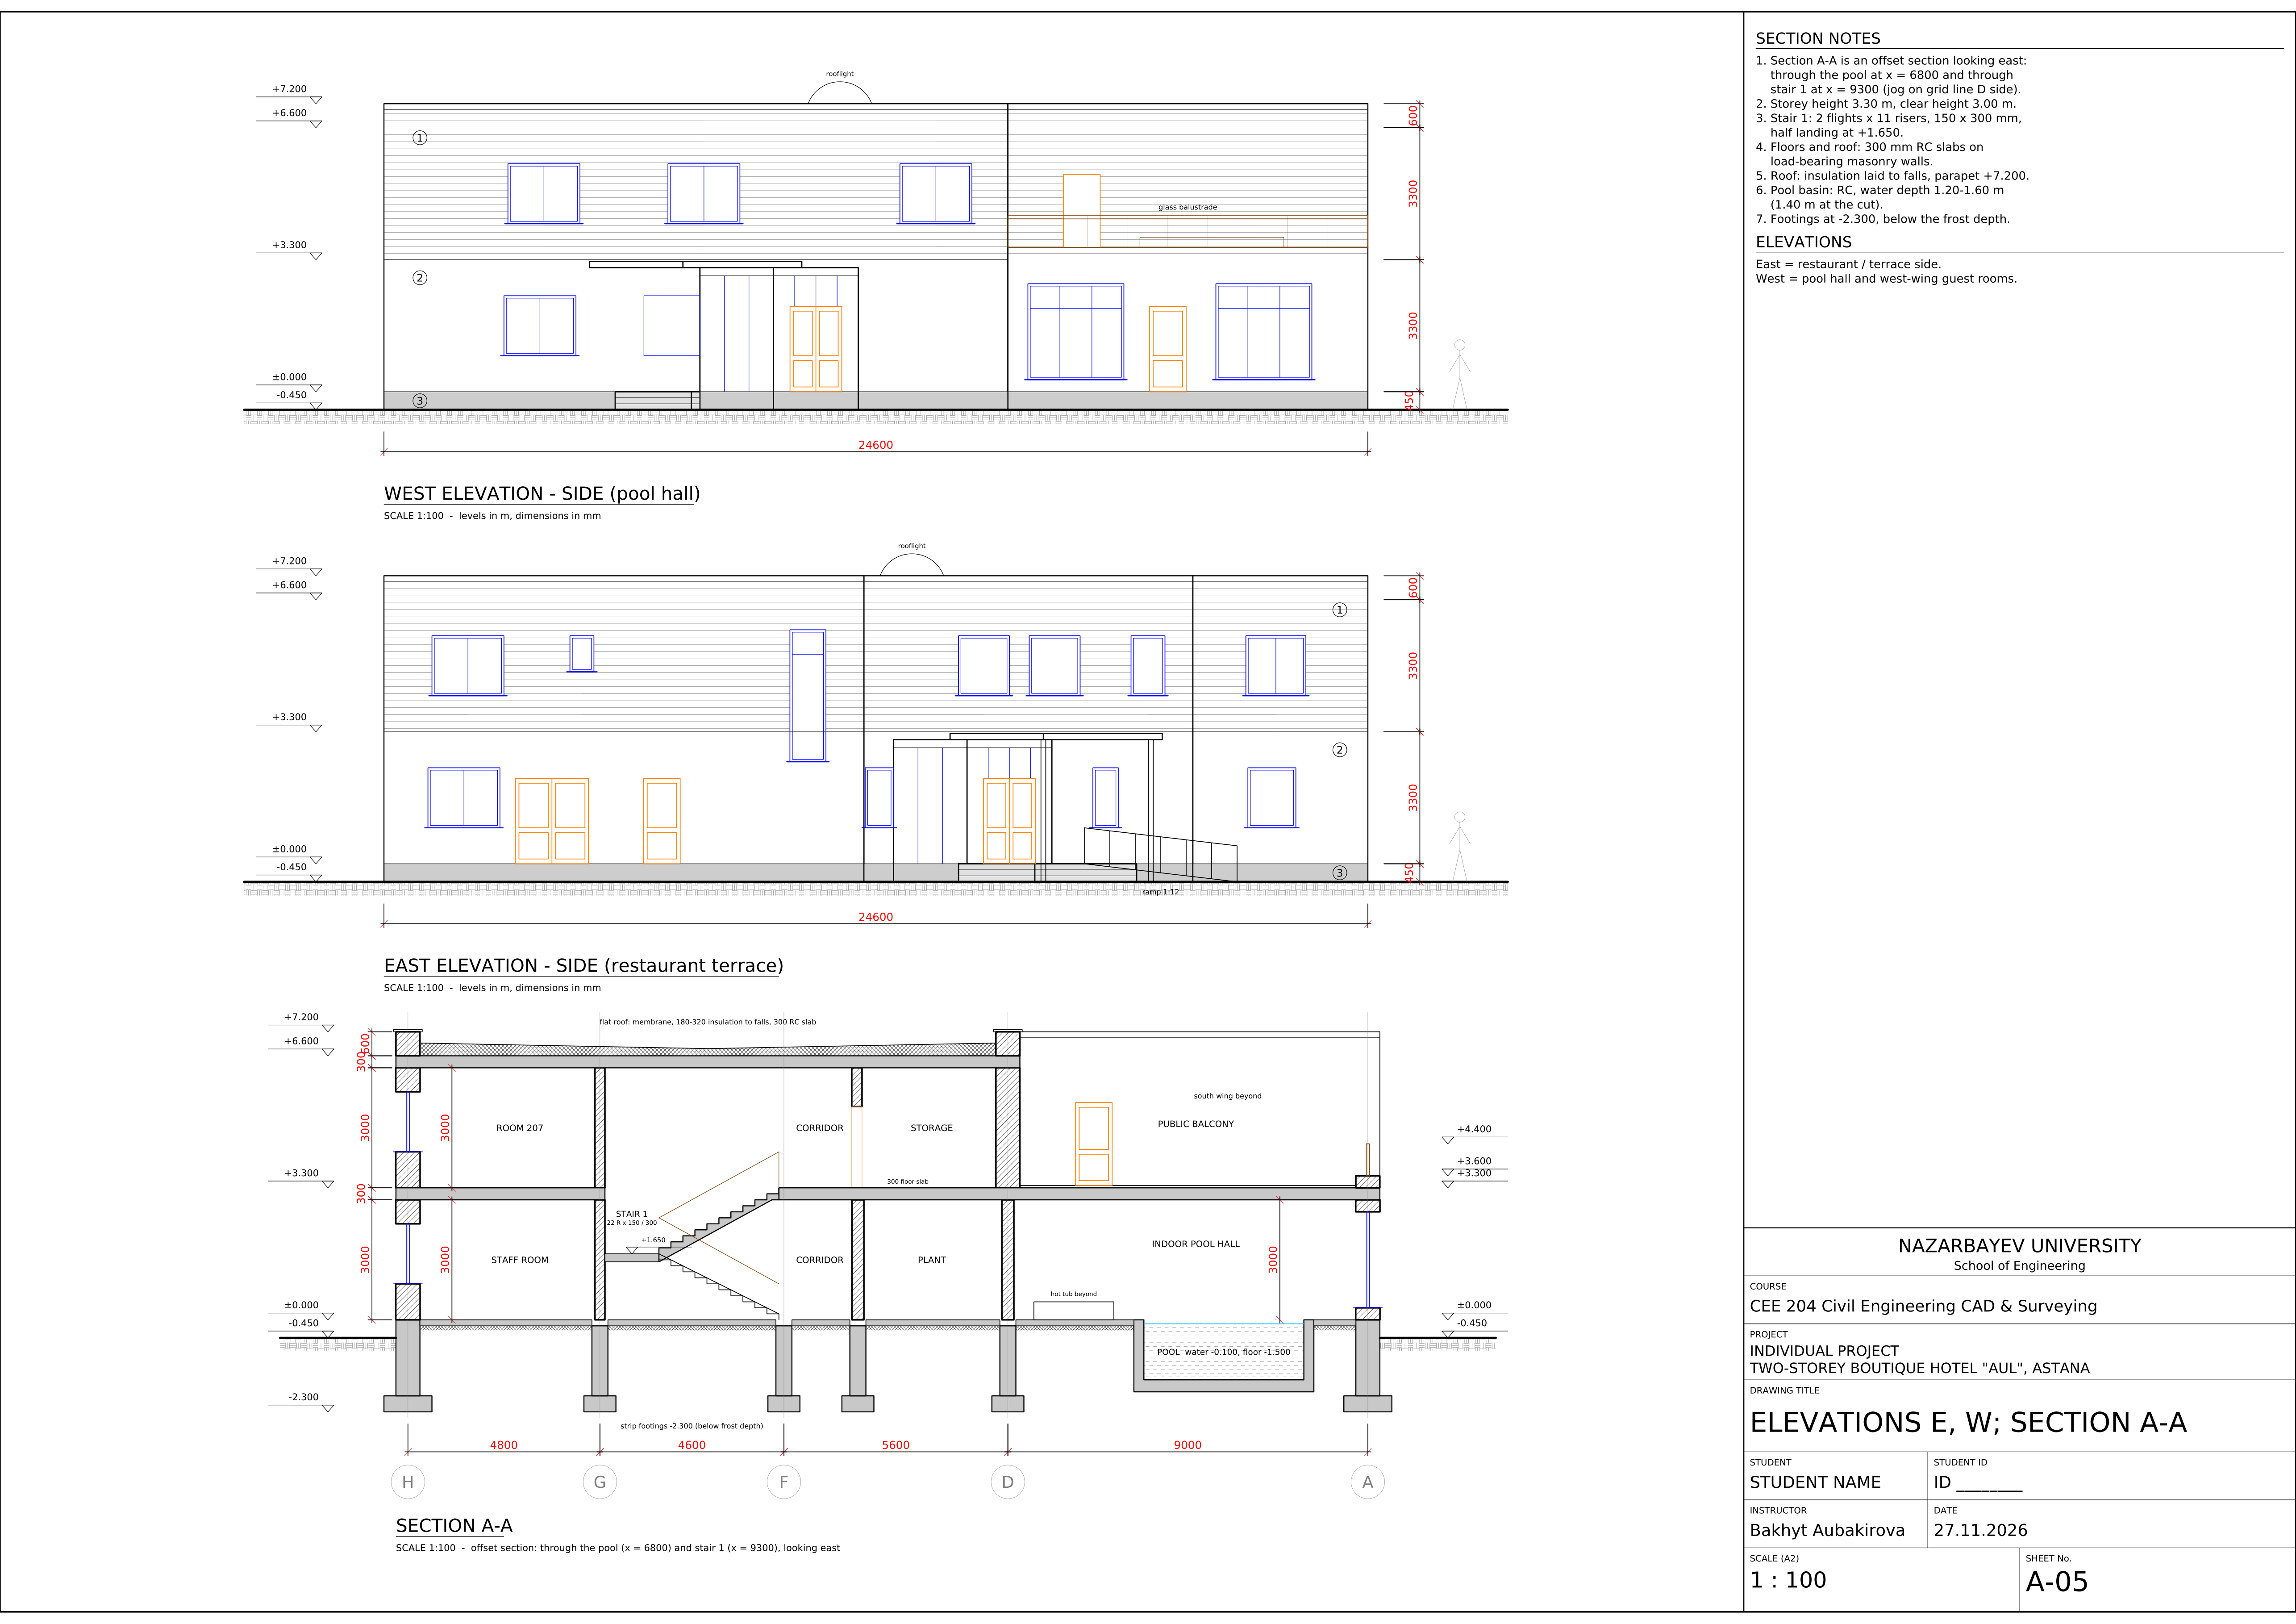 rooflight
+7.200
+6.600
+3.300
±0.000
-0.450
1
2
3
glass balustrade
600
3300
3300
450
24600
WEST ELEVATION - SIDE (pool hall)
SCALE 1:100 - levels in m, dimensions in mm
rooflight
+7.200
+6.600
+3.300
±0.000
-0.450
1
2
3
600
3300
3300
450
ramp 1:12
24600
EAST ELEVATION - SIDE (restaurant terrace)
SCALE 1:100 - levels in m, dimensions in mm
flat roof: membrane, 180-320 insulation to falls, 300 RC slab
+7.200
+6.600
+3.300
±0.000
-0.450
-2.300
600
300
3000
300
3000
3000
3000
ROOM 207
CORRIDOR
STORAGE
south wing beyond
PUBLIC BALCONY
300 floor slab
STAIR 1
22 R x 150 / 300
+1.650
STAFF ROOM
CORRIDOR
PLANT
INDOOR POOL HALL
3000
hot tub beyond
POOL water -0.100, floor -1.500
+4.400
+3.600
+3.300
±0.000
-0.450
strip footings -2.300 (below frost depth)
4800
4600
5600
9000
H
G
F
D
A
SECTION A-A
SCALE 1:100 - offset section: through the pool (x = 6800) and stair 1 (x = 9300), looking east
SECTION NOTES
1. Section A-A is an offset section looking east:
through the pool at x = 6800 and through
stair 1 at x = 9300 (jog on grid line D side).
2. Storey height 3.30 m, clear height 3.00 m.
3. Stair 1: 2 flights x 11 risers, 150 x 300 mm,
half landing at +1.650.
4. Floors and roof: 300 mm RC slabs on
load-bearing masonry walls.
5. Roof: insulation laid to falls, parapet +7.200.
6. Pool basin: RC, water depth 1.20-1.60 m
(1.40 m at the cut).
7. Footings at -2.300, below the frost depth.
ELEVATIONS
East = restaurant / terrace side.
West = pool hall and west-wing guest rooms.
NAZARBAYEV UNIVERSITY
School of Engineering
COURSE
CEE 204 Civil Engineering CAD & Surveying
PROJECT
INDIVIDUAL PROJECT
TWO-STOREY BOUTIQUE HOTEL "AUL", ASTANA
DRAWING TITLE
ELEVATIONS E, W; SECTION A-A
STUDENT
STUDENT NAME
STUDENT ID
ID ________
INSTRUCTOR
Bakhyt Aubakirova
DATE
27.11.2026
SCALE (A2)
1 : 100
SHEET No.
A-05